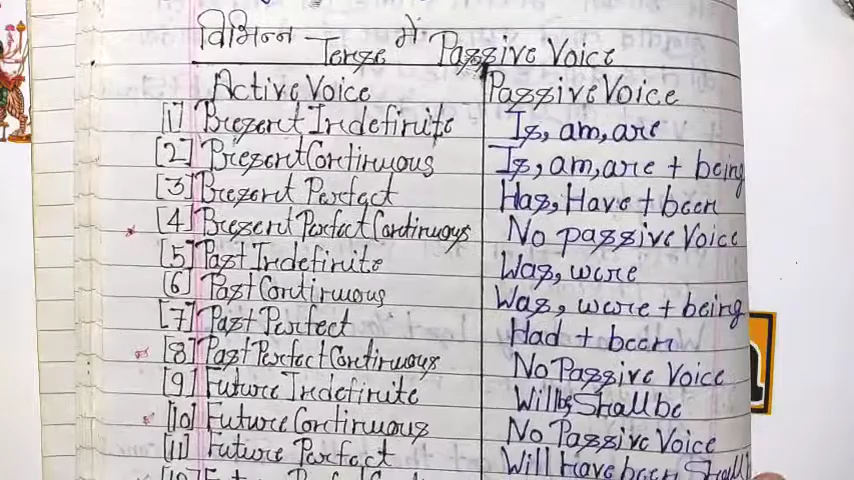 विभिन्न Tense में Passive Voice
Active Voice Passive Voice
[1] Present Indefinite Is, am, are
[2] Present Continuous Is, am, are + being
[3] Present Perfect Has, Have + been
[4] Present Perfect Continuous No passive Voice
[5] Past Indefinite Was, were
[6] Past Continuous Was, were + being
[7] Past Perfect Had + been
[8] Past Perfect Continuous No Passive Voice
[9] Future Indefinite Will be, Shall be
[10] Future Continuous No Passive Voice
[11] Future Perfect Will have been Shall